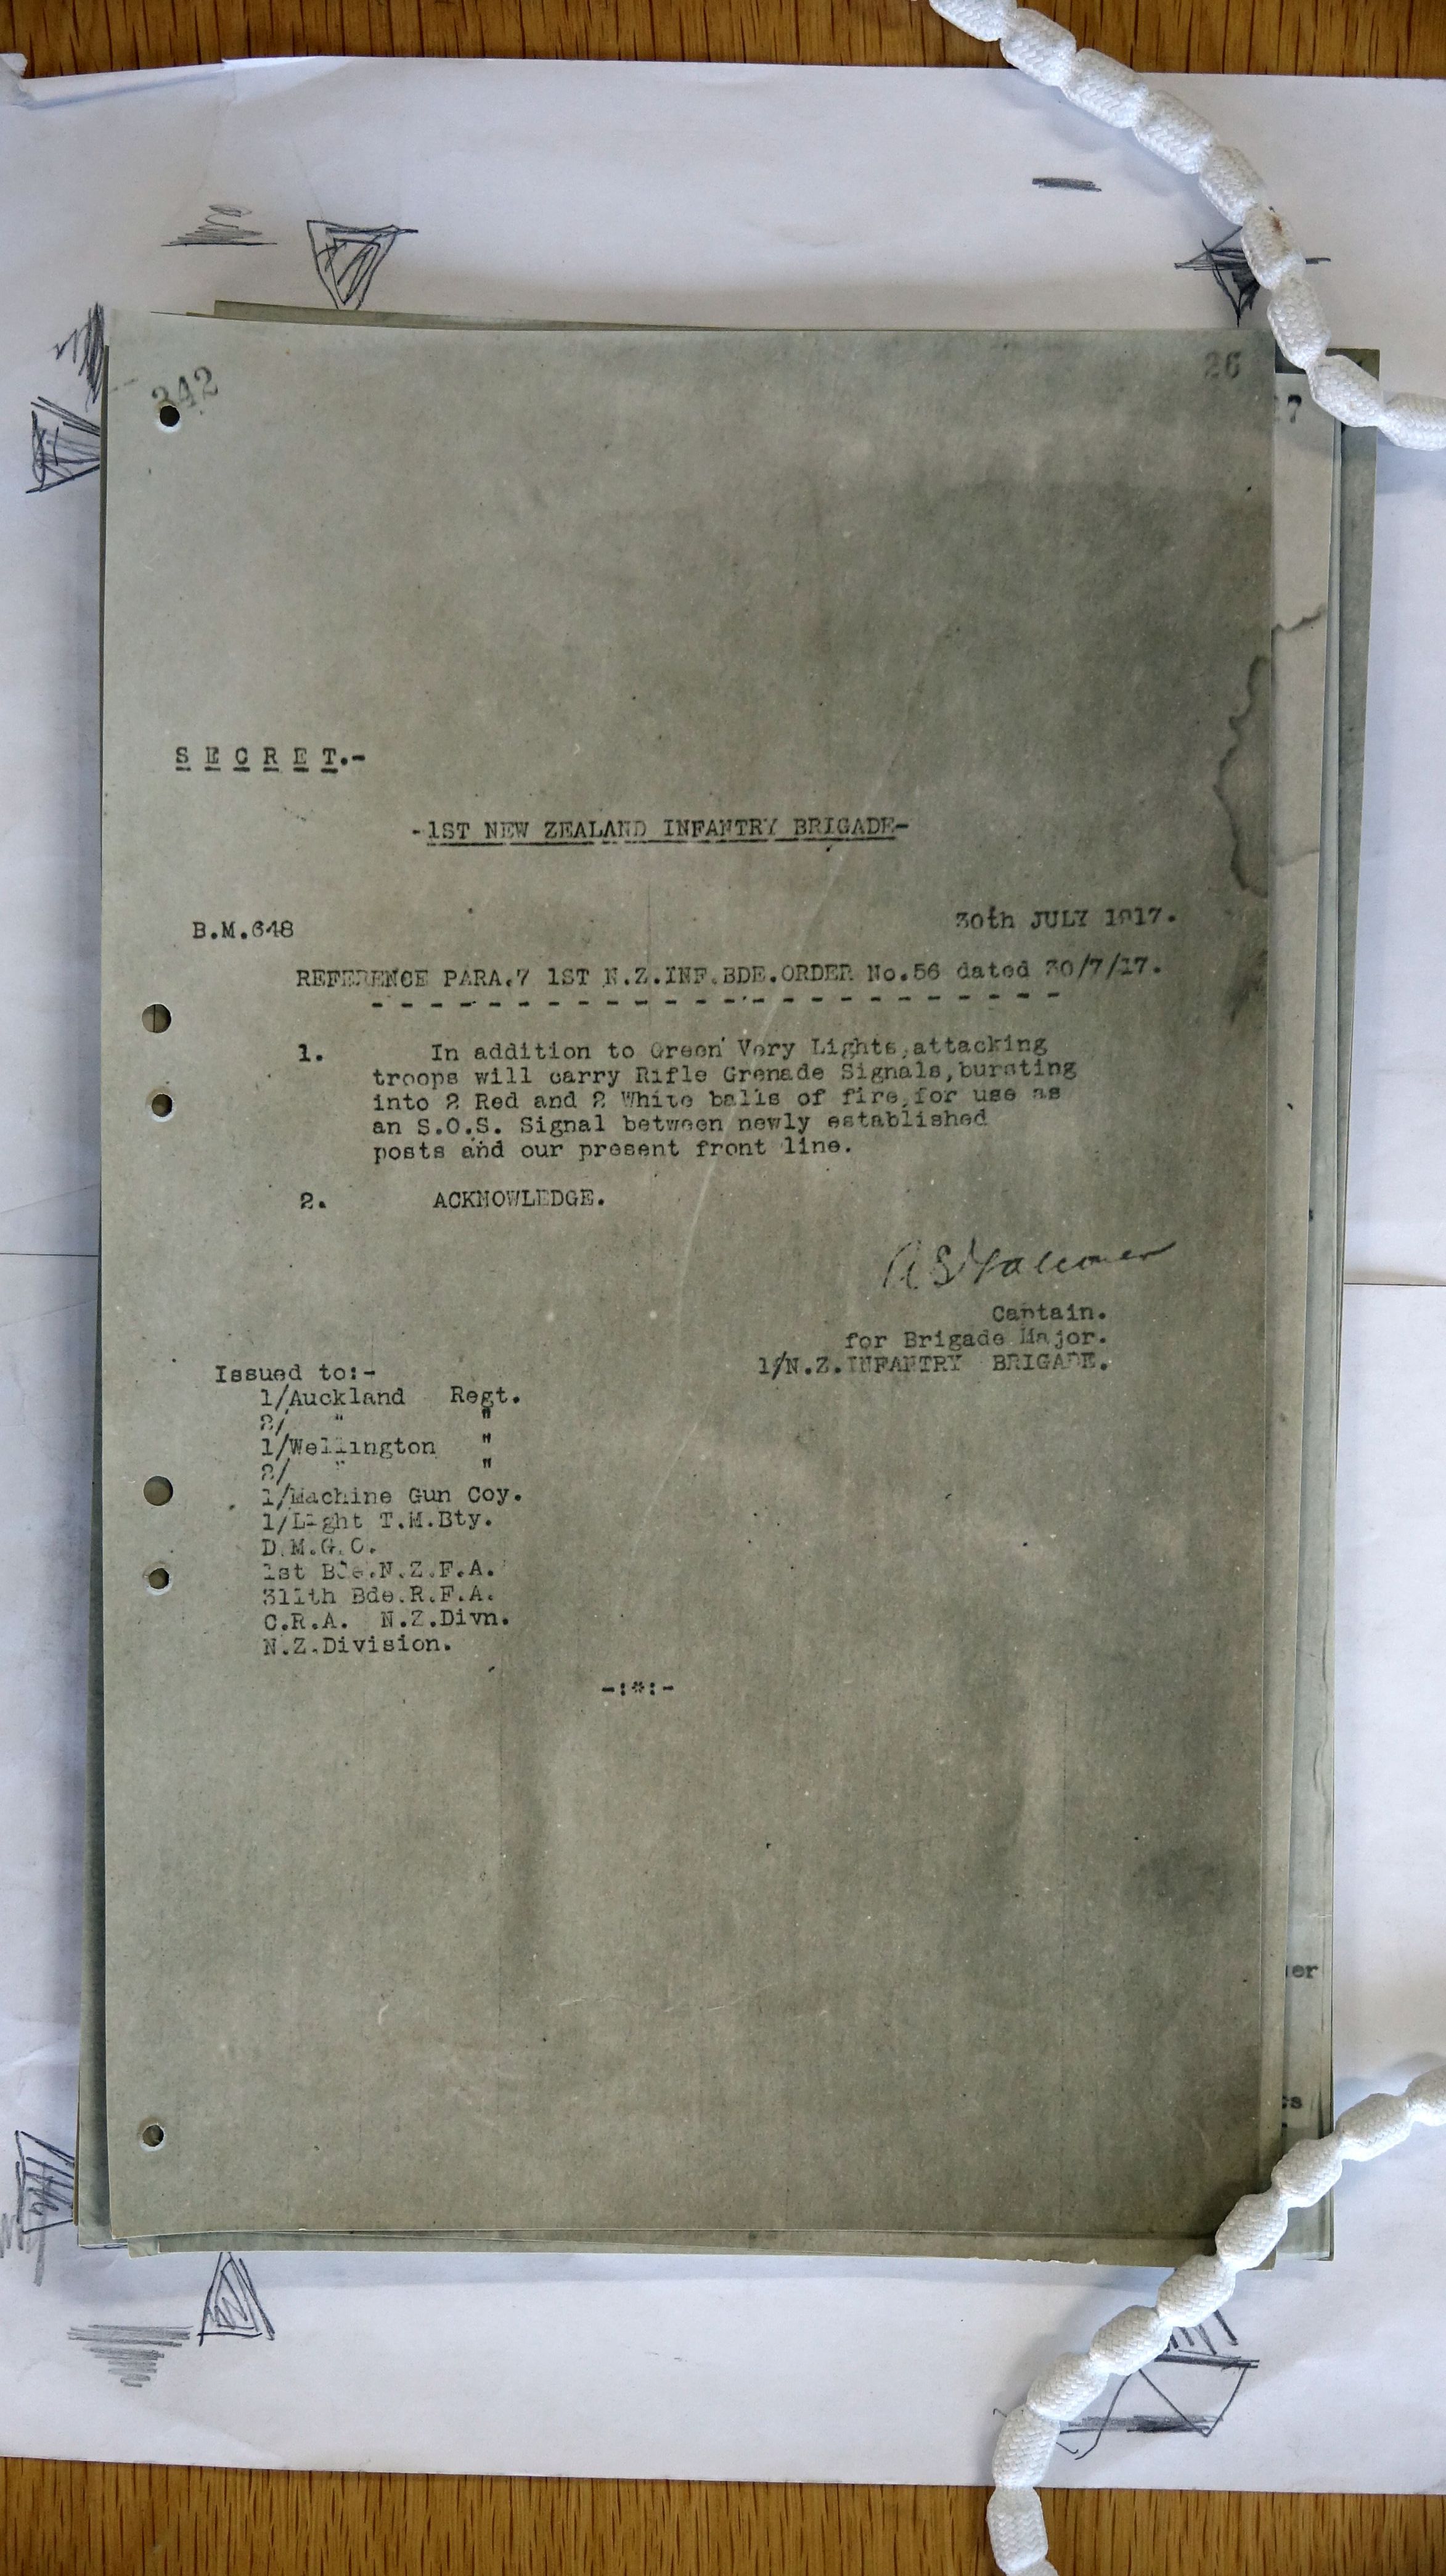 342
26
S E C R E T.-
-1ST NEW ZEALAND INFANTRY BRIGADE-
B.M.648
30th JULY 1917.
REFERENCE PARA.7 1ST N.Z.INF.BDE.ORDER No.56 dated 30/7/17.
1. In addition to Green Very Lights,attacking
troops will carry Rifle Grenade Signals,bursting
into 2 Red and 2 White balls of fire,for use as
an S.O.S. Signal between newly established
posts and our present front line.
2. ACKNOWLEDGE.
Captain.
for Brigade Major.
1/N.Z.INFANTRY BRIGADE.
Issued to:-
1/Auckland Regt.
2/ " "
1/Wellington "
2/ " "
1/Machine Gun Coy.
1/Light T.M.Bty.
D.M.G.O.
1st Bde.N.Z.F.A.
311th Bde.R.F.A.
C.R.A. N.Z.Divn.
N.Z.Division.
-:*:-
7
er
s